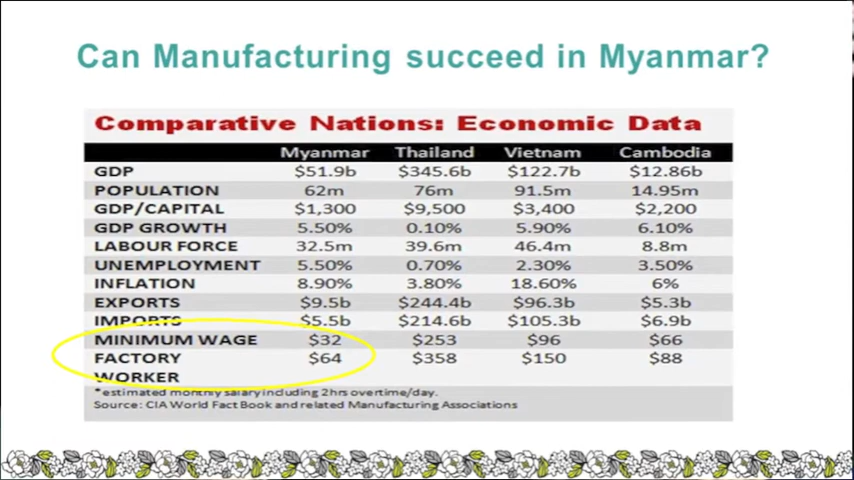 Can Manufacturing succeed in Myanmar?
Comparative Nations: Economic Data
Myanmar Thailand Vietnam Cambodia
GDP $51.9b $345.6b $122.7b $12.86b
POPULATION 62m 76m 91.5m 14.95m
GDP/CAPITAL $1,300 $9,500 $3,400 $2,200
GDP GROWTH 5.50% 0.10% 5.90% 6.10%
LABOUR FORCE 32.5m 39.6m 46.4m 8.8m
UNEMPLOYMENT 5.50% 0.70% 2.30% 3.50%
INFLATION 8.90% 3.80% 18.60% 6%
EXPORTS $9.5b $244.4b $96.3b $5.3b
IMPORTS $5.5b $214.6b $105.3b $6.9b
MINIMUM WAGE $32 $253 $96 $66
FACTORY $64 $358 $150 $88
WORKER
*estimated monthly salary including 2hrs overtime/day.
Source: CIA World Fact Book and related Manufacturing Associations